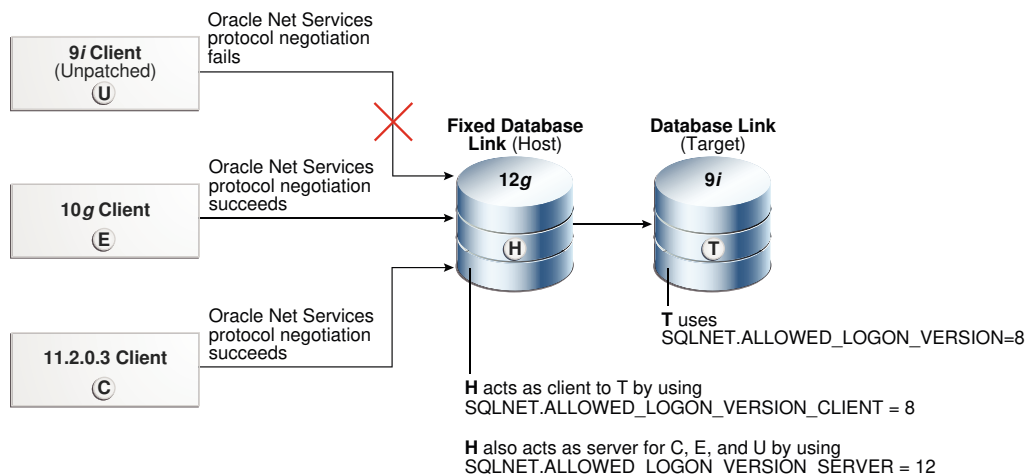 9i Client
(Unpatched)
U
Oracle Net Services
protocol negotiation
fails
10g Client
E
Oracle Net Services
protocol negotiation
succeeds
11.2.0.3 Client
C
Oracle Net Services
protocol negotiation
succeeds
Fixed Database
Link (Host)
12g
H
Database Link
(Target)
9i
T
T uses
SQLNET.ALLOWED_LOGON_VERSION=8
H acts as client to T by using
SQLNET.ALLOWED_LOGON_VERSION_CLIENT = 8
H also acts as server for C, E, and U by using
SQLNET.ALLOWED_LOGON_VERSION_SERVER = 12